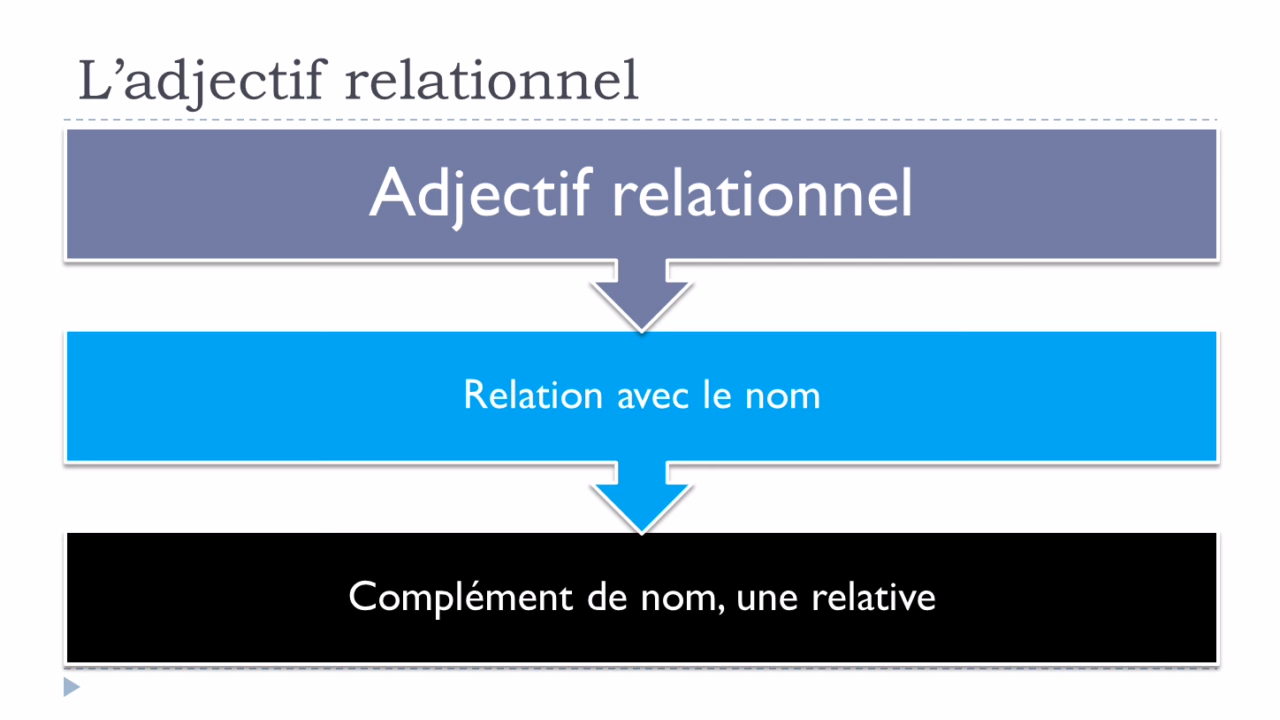 L’adjectif relationnel
Adjectif relationnel
Relation avec le nom
Complément de nom, une relative